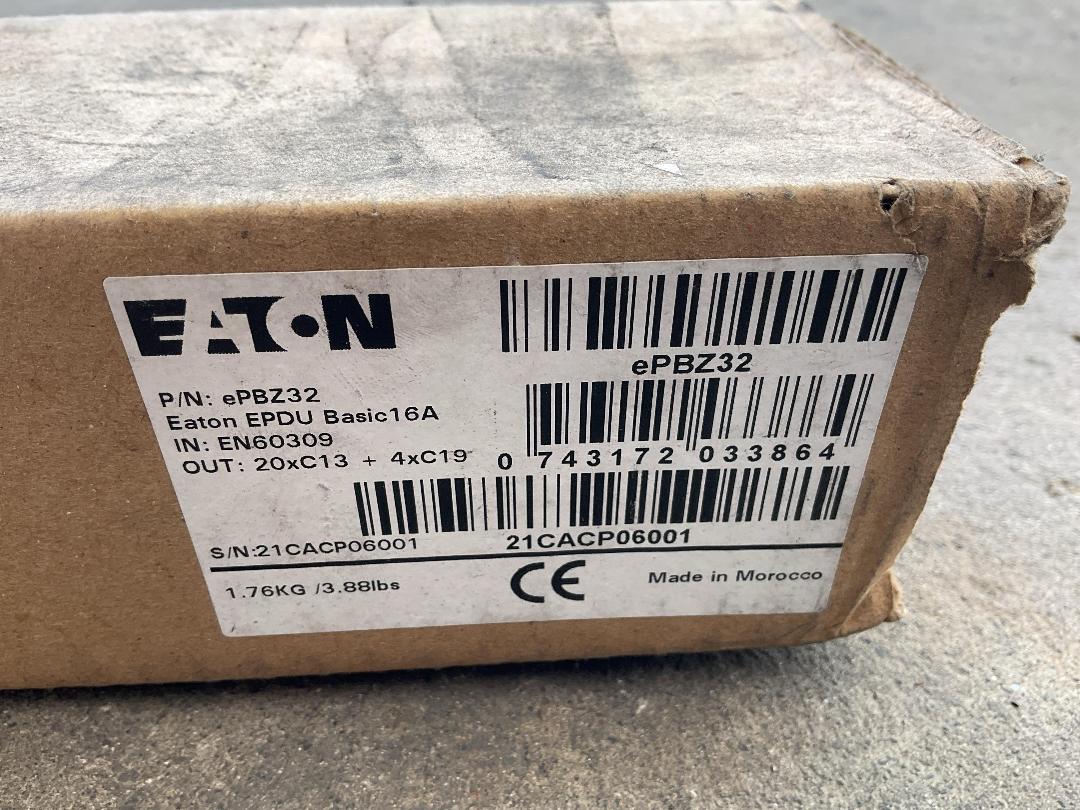 EATON
ePBZ32
P/N: ePBZ32
Eaton EPDU Basic16A
IN: EN60309
OUT: 20xC13 + 4xC19
0 743172 033864
S/N:21CACP06001
21CACP06001
1.76KG /3.88lbs
CE
Made in Morocco